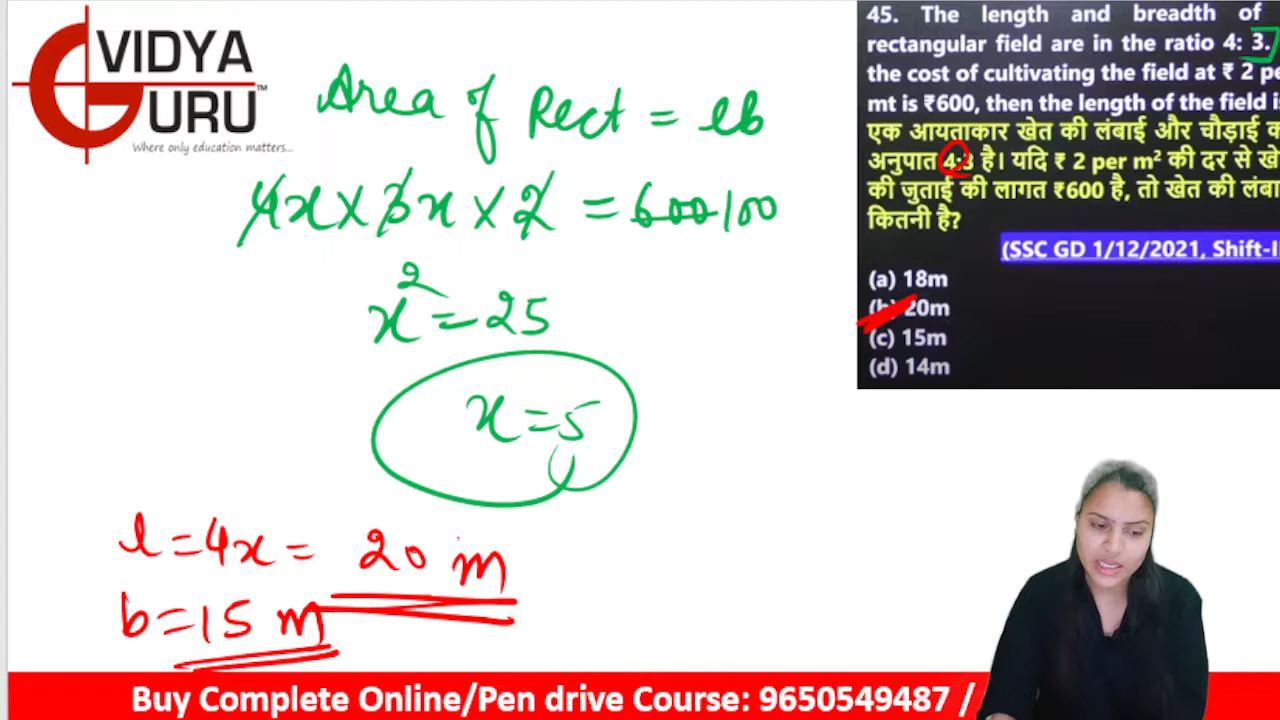 VIDYA
GURU™
Where only education matters...
Area of Rect = lb
4x × 3x × 2 = 600 100
x² = 25
x = 5
l = 4x = 20 m
b = 15 m
45. The length and breadth of
rectangular field are in the ratio 4: 3.
the cost of cultivating the field at ₹ 2 pe
mt is ₹600, then the length of the field i
एक आयताकार खेत की लंबाई और चौड़ाई क
अनुपात 4:3 है। यदि ₹ 2 per m² की दर से खे
की जुताई की लागत ₹600 है, तो खेत की लंबा
कितनी है?
(SSC GD 1/12/2021, Shift-I
(a) 18m
(b) 20m
(c) 15m
(d) 14m
Buy Complete Online/Pen drive Course: 9650549487 /